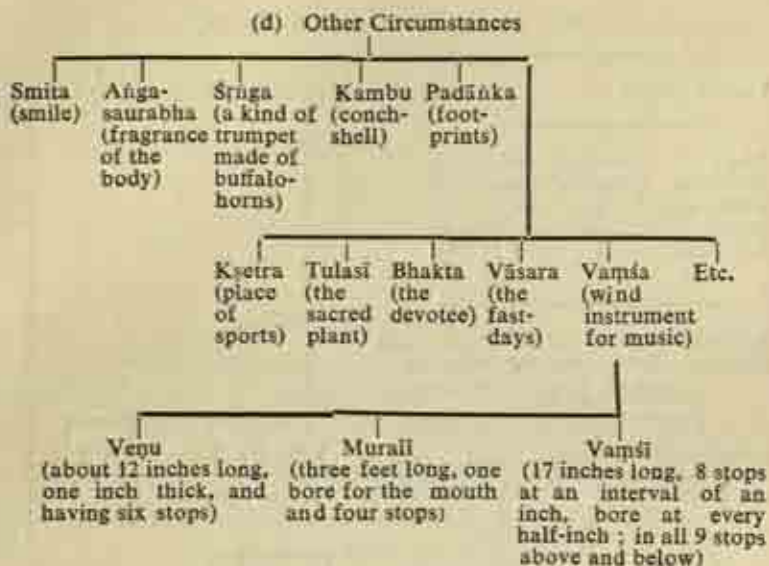 (d) Other Circumstances
Smita Aṅga- Śṛṅga Kambu Padāṅka
(smile) saurabha (a kind of (conch- (foot-
(fragrance trumpet shell) prints)
of the made of
body) buffalo-
horns)
Kṣetra Tulasī Bhakta Vāsara Vaṃśa Etc.
(place (the (the (the (wind
of sacred devotee) fast- instrument
sports) plant) days) for music)
Veṇu Muralī Vaṃśī
(about 12 inches long, (three feet long, one (17 inches long, 8 stops
one inch thick, and bore for the mouth at an interval of an
having six stops) and four stops) inch, bore at every
half-inch ; in all 9 stops
above and below)